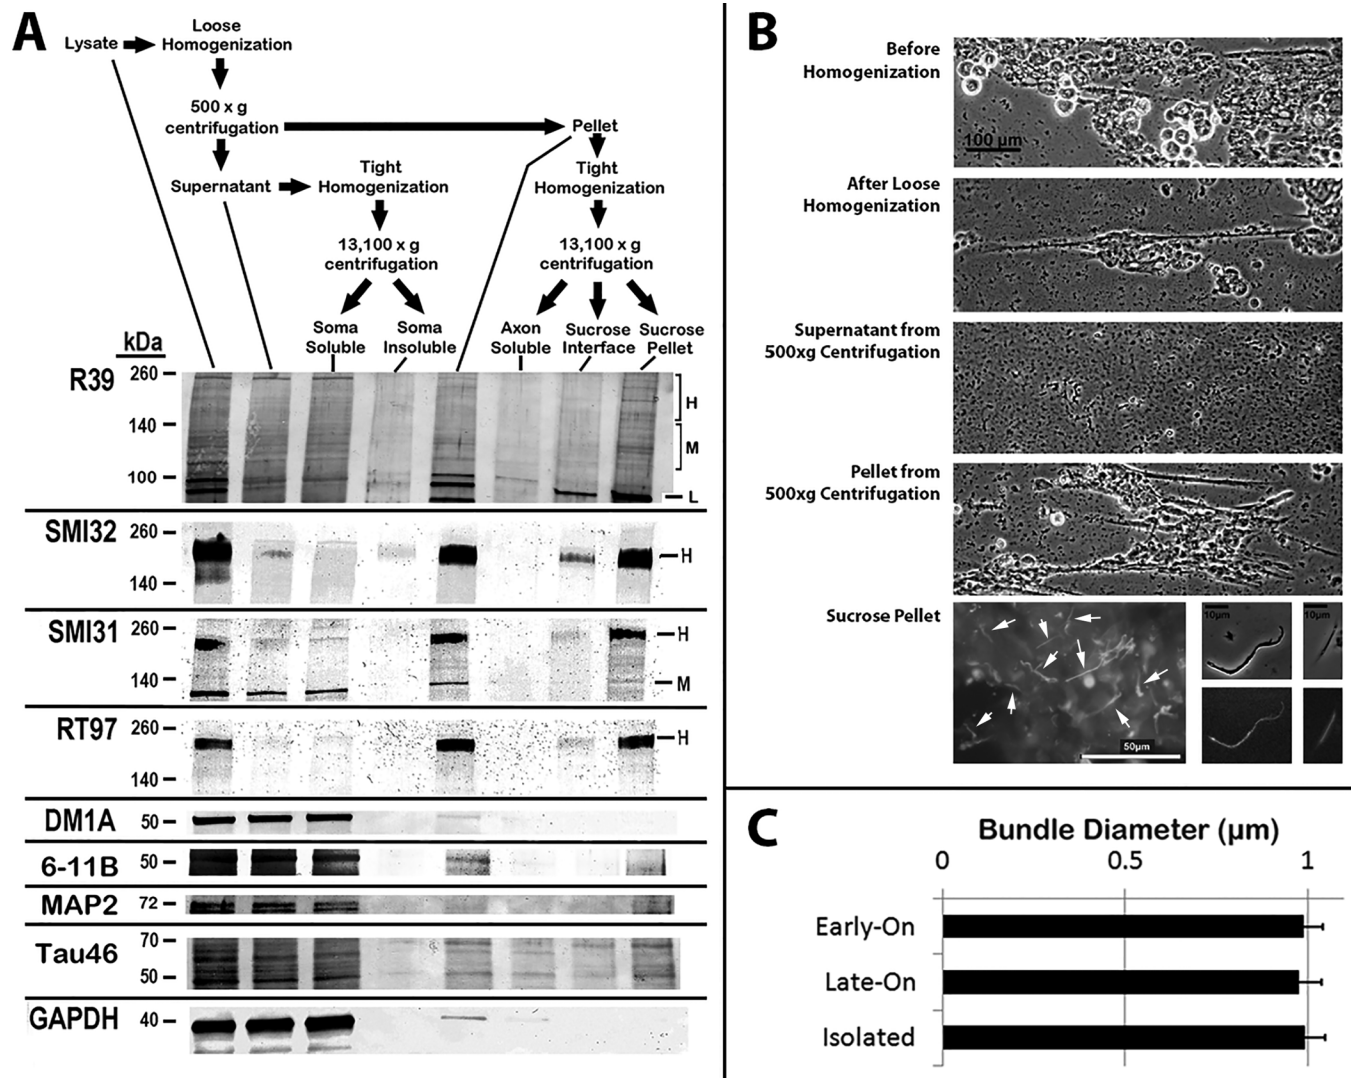 A
Lysate
Loose
Homogenization
500 x g
centrifugation
Pellet
Supernatant
Tight
Homogenization
Tight
Homogenization
13,100 x g
centrifugation
13,100 x g
centrifugation
Soma
Soluble
Soma
Insoluble
Axon
Soluble
Sucrose
Interface
Sucrose
Pellet
kDa
R39
260
140
100
H
M
L
SMI32
260
140
H
SMI31
260
140
H
M
RT97
260
140
H
DM1A
50
6-11B
50
MAP2
72
Tau46
70
50
GAPDH
40
B
Before
Homogenization
100 µm
After Loose
Homogenization
Supernatant from
500xg Centrifugation
Pellet from
500xg Centrifugation
Sucrose Pellet
50µm
10µm
10µm
C
Bundle Diameter (µm)
0
0.5
1
Early-On
Late-On
Isolated